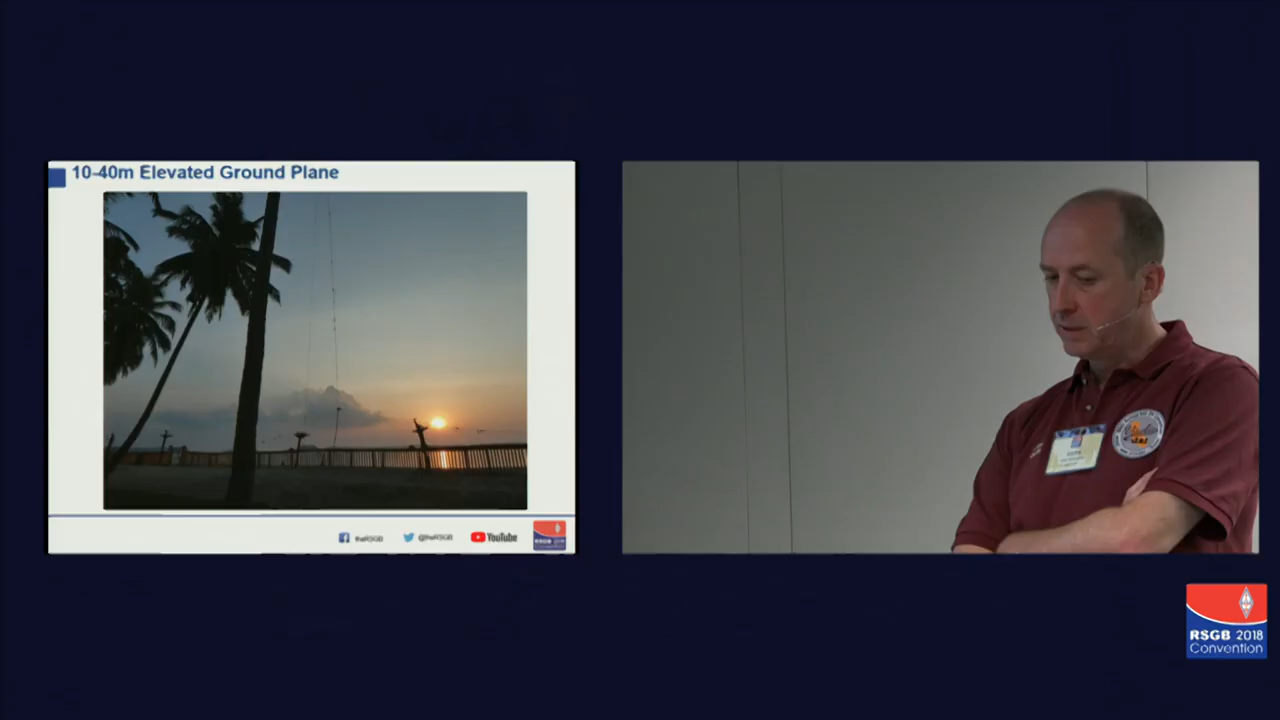 10-40m Elevated Ground Plane
theRSGB
@theRSGB
YouTube
RSGB 2018
Convention